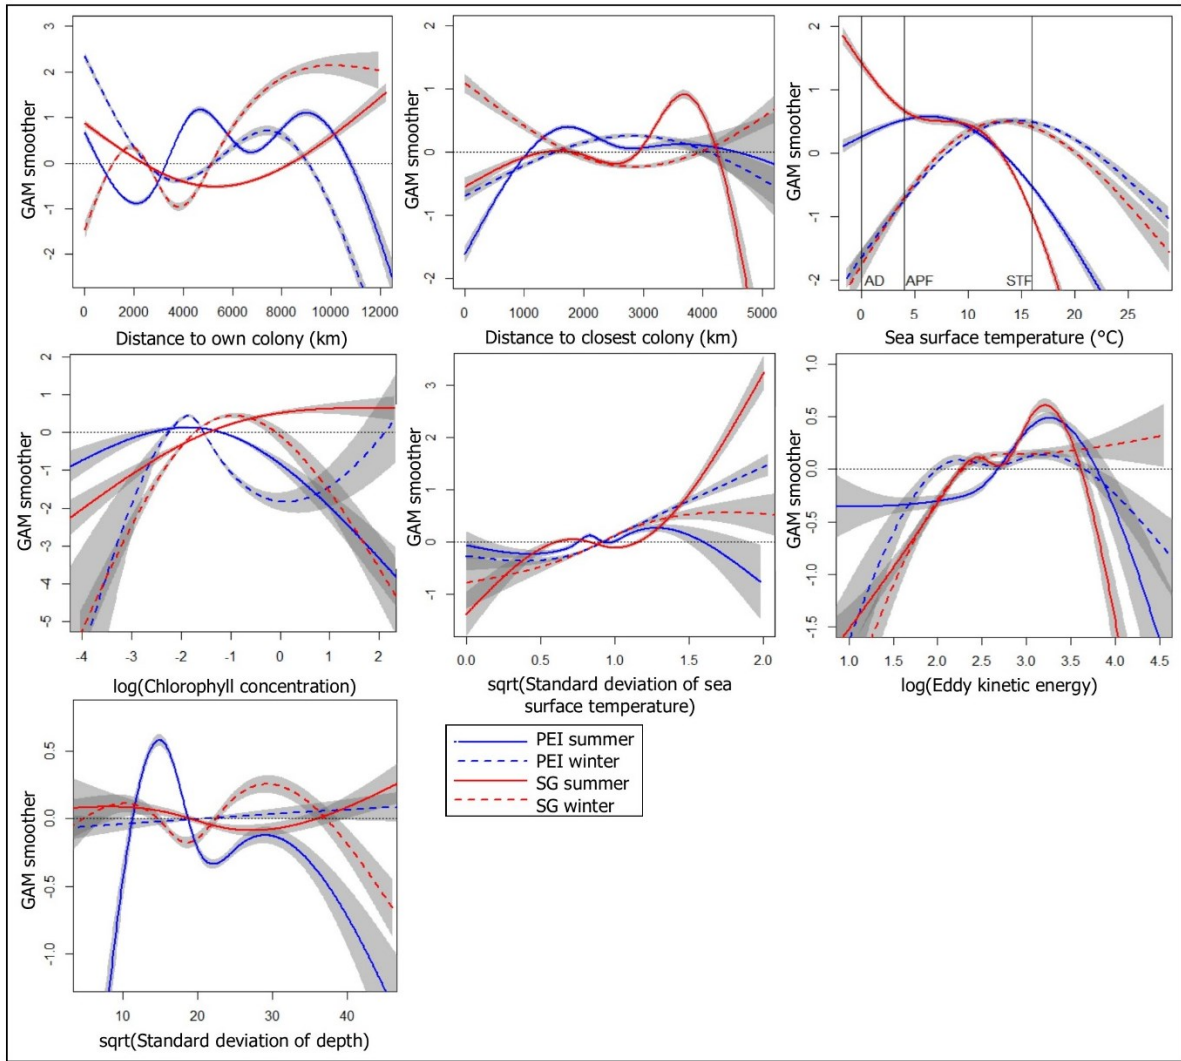 3
2
1
0
-1
-2
GAM smoother
0 2000 4000 6000 8000 10000 12000
Distance to own colony (km)
2
1
0
-1
-2
GAM smoother
0 1000 2000 3000 4000 5000
Distance to closest colony (km)
2
1
0
-1
-2
GAM smoother
AD APF STF
0 5 10 15 20 25
Sea surface temperature (°C)
2
1
0
-1
-2
-3
-4
-5
GAM smoother
-4 -3 -2 -1 0 1 2
log(Chlorophyll concentration)
3
2
1
0
-1
GAM smoother
0.0 0.5 1.0 1.5 2.0
sqrt(Standard deviation of sea
surface temperature)
1.0
0.5
0.0
-0.5
-1.0
-1.5
GAM smoother
1.0 1.5 2.0 2.5 3.0 3.5 4.0 4.5
log(Eddy kinetic energy)
0.5
0.0
-0.5
-1.0
GAM smoother
10 20 30 40
sqrt(Standard deviation of depth)
PEI summer
PEI winter
SG summer
SG winter